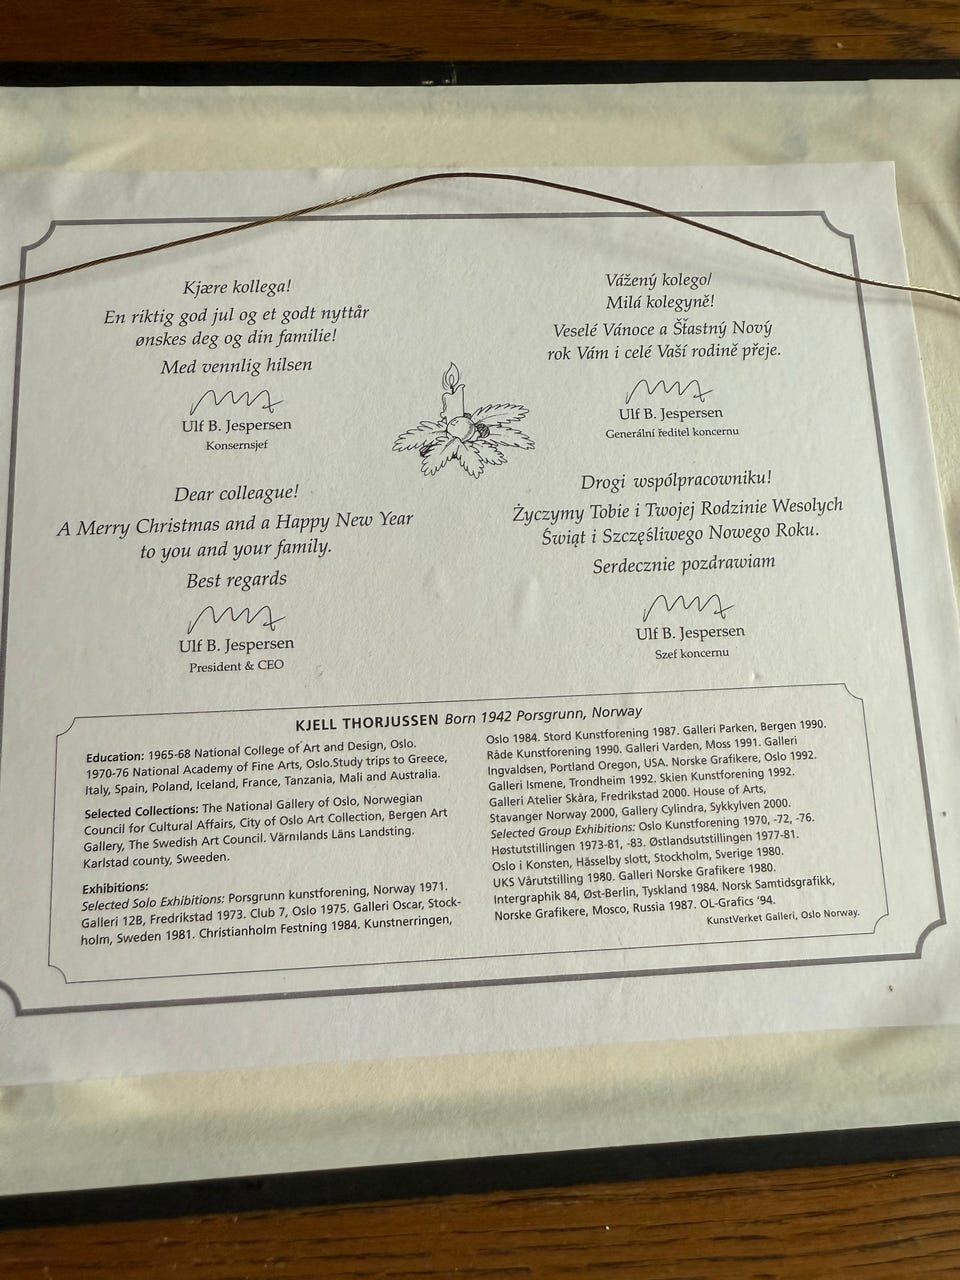 Kjære kollega!
En riktig god jul og et godt nyttår
ønskes deg og din familie!
Med vennlig hilsen
Ulf B. Jespersen
Konsernsjef
Vážený kolego/
Milá kolegyně!
Veselé Vánoce a Šťastný Nový
rok Vám i celé Vaší rodině přeje.
Ulf B. Jespersen
Generální ředitel koncernu
Dear colleague!
A Merry Christmas and a Happy New Year
to you and your family.
Best regards
Ulf B. Jespersen
President & CEO
Drogi wspólpracowniku!
Życzymy Tobie i Twojej Rodzinie Wesolych
Świąt i Szczęśliwego Nowego Roku.
Serdecznie pozdrawiam
Ulf B. Jespersen
Szef koncernu
KJELL THORJUSSEN Born 1942 Porsgrunn, Norway
Education: 1965-68 National College of Art and Design, Oslo.
1970-76 National Academy of Fine Arts, Oslo.Study trips to Greece,
Italy, Spain, Poland, Iceland, France, Tanzania, Mali and Australia.
Selected Collections: The National Gallery of Oslo, Norwegian
Council for Cultural Affairs, City of Oslo Art Collection, Bergen Art
Gallery, The Swedish Art Council. Värmlands Läns Landsting.
Karlstad county, Sweeden.
Exhibitions:
Selected Solo Exhibitions: Porsgrunn kunstforening, Norway 1971.
Galleri 12B, Fredrikstad 1973. Club 7, Oslo 1975. Galleri Oscar, Stock-
holm, Sweden 1981. Christianholm Festning 1984. Kunstnerringen,
Oslo 1984. Stord Kunstforening 1987. Galleri Parken, Bergen 1990.
Råde Kunstforening 1990. Galleri Varden, Moss 1991. Galleri
Ingvaldsen, Portland Oregon, USA. Norske Grafikere, Oslo 1992.
Galleri Ismene, Trondheim 1992. Skien Kunstforening 1992.
Galleri Atelier Skåra, Fredrikstad 2000. House of Arts,
Stavanger Norway 2000, Gallery Cylindra, Sykkylven 2000.
Selected Group Exhibitions: Oslo Kunstforening 1970, -72, -76.
Høstutstillingen 1973-81, -83. Østlandsutstillingen 1977-81.
Oslo i Konsten, Hässelby slott, Stockholm, Sverige 1980.
UKS Vårutstilling 1980. Galleri Norske Grafikere 1980.
Intergraphik 84, Øst-Berlin, Tyskland 1984. Norsk Samtidsgrafikk,
Norske Grafikere, Mosco, Russia 1987. OL-Grafics '94.
KunstVerket Galleri, Oslo Norway.